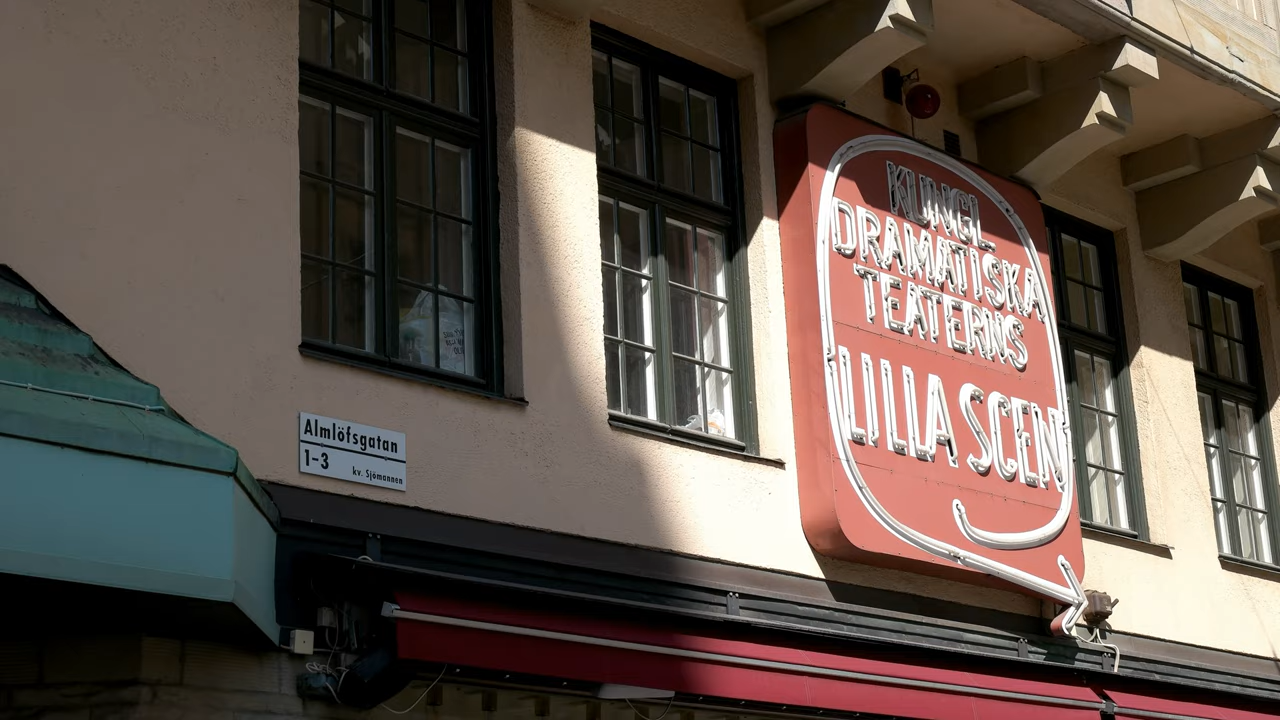 Almlöfsgatan
1-3
kv. Sjömannen
KUNGL
DRAMATISKA
TEATERNS
LILLA SCEN